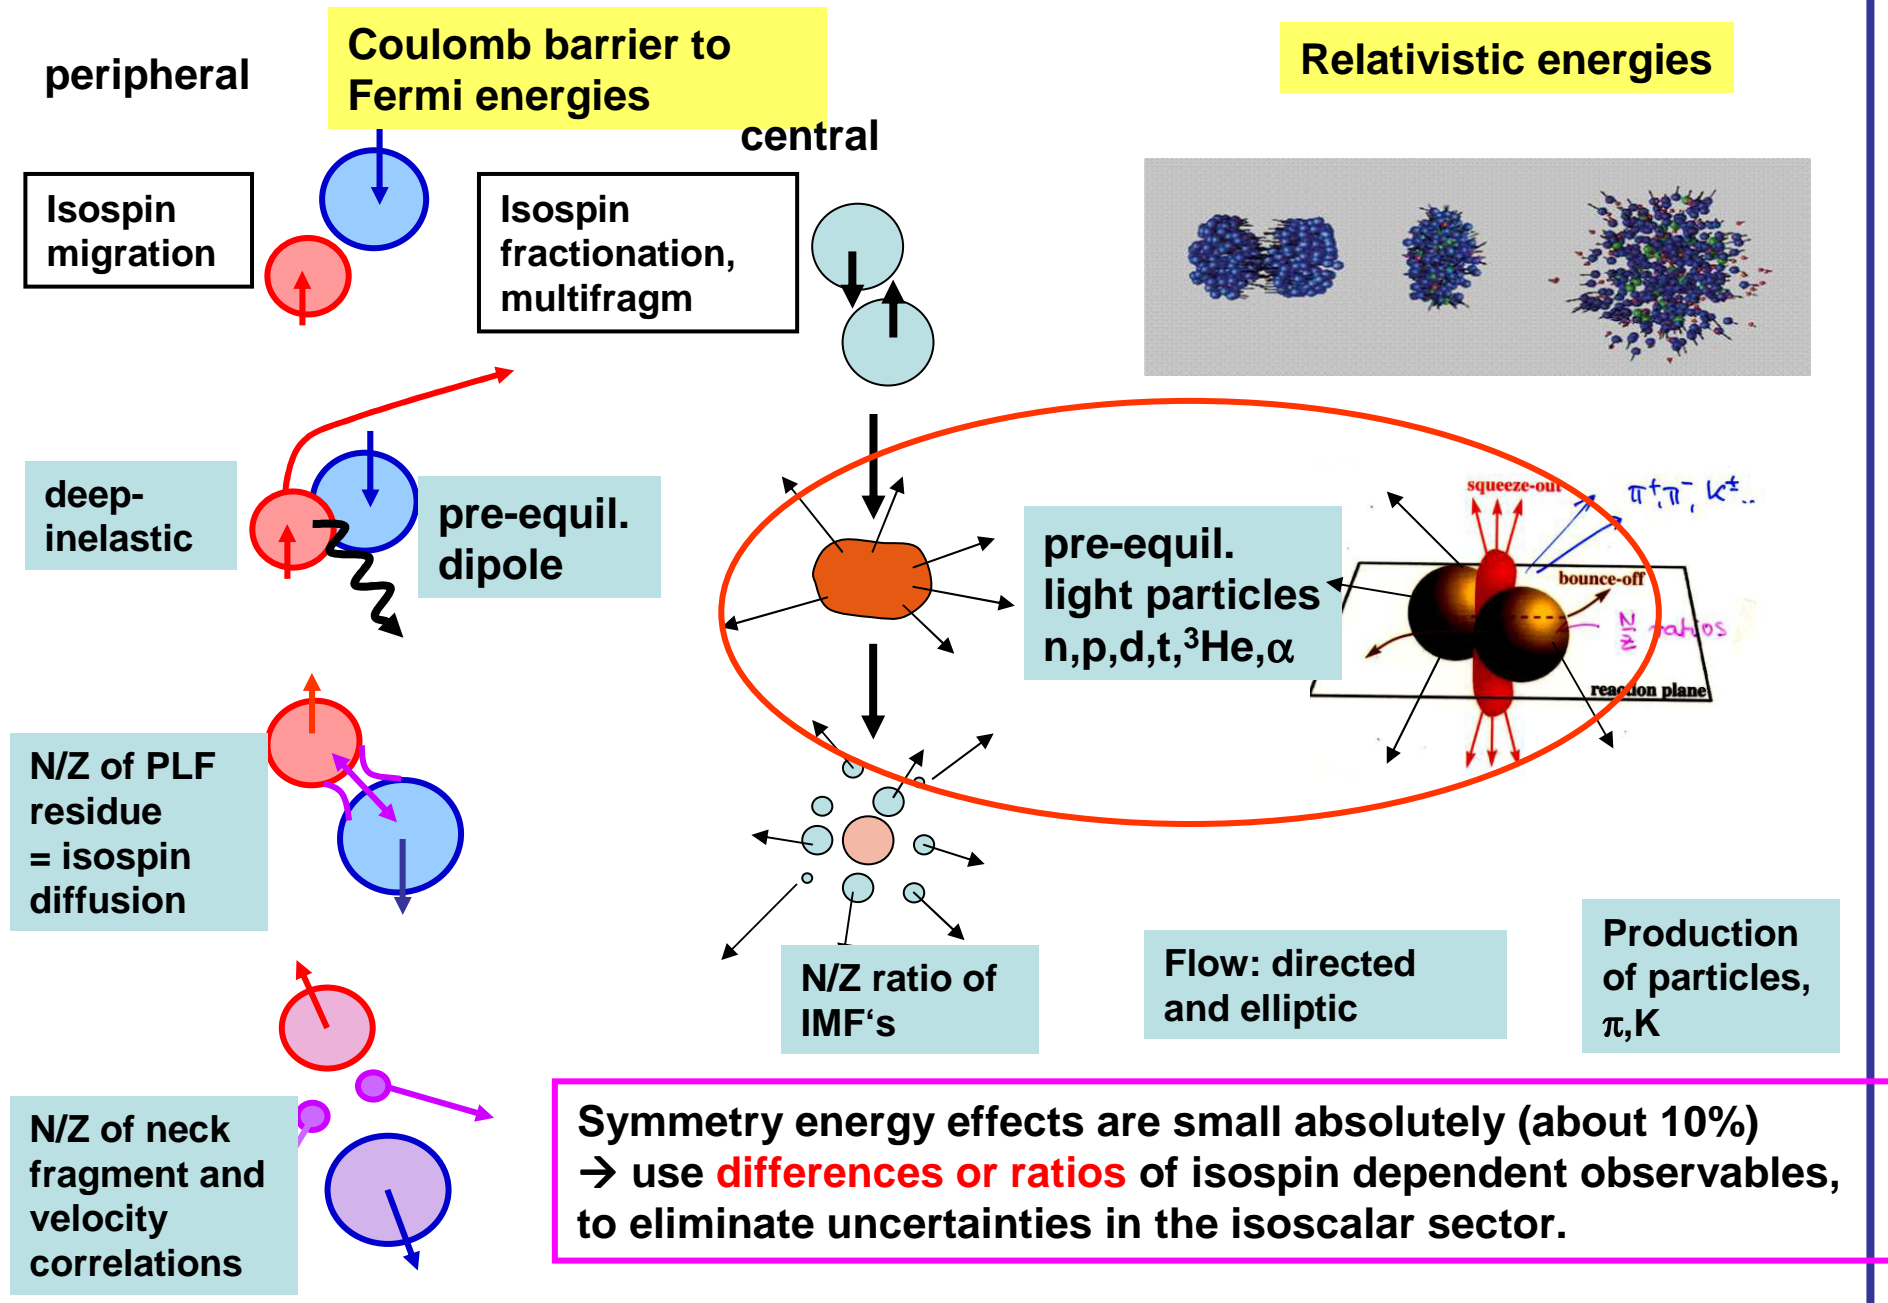 peripheral
Coulomb barrier to
Fermi energies
central
Relativistic energies
Isospin
migration
Isospin
fractionation,
multifragm
deep-
inelastic
pre-equil.
dipole
pre-equil.
light particles
n,p,d,t,³He,α
squeeze-out
π⁺,π⁻, K±..
bounce-off
ratios
reaction plane
N/Z of PLF
residue
= isospin
diffusion
N/Z ratio of
IMF‘s
Flow: directed
and elliptic
Production
of particles,
π,K
N/Z of neck
fragment and
velocity
correlations
Symmetry energy effects are small absolutely (about 10%)
→ use differences or ratios of isospin dependent observables,
to eliminate uncertainties in the isoscalar sector.